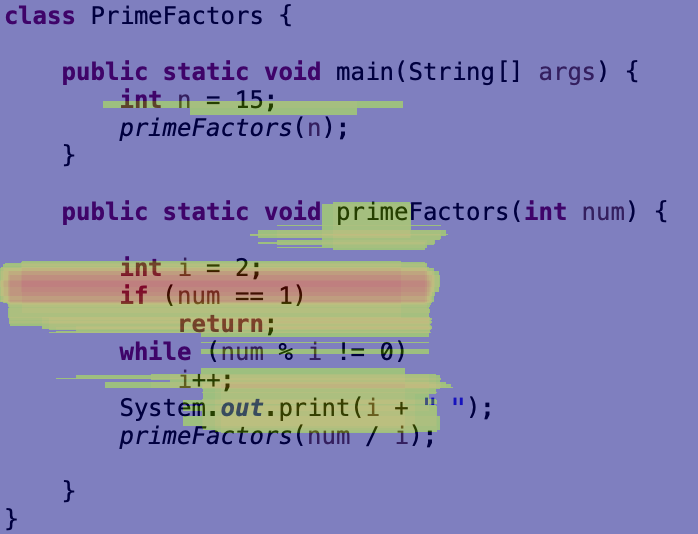 class PrimeFactors {
public static void main(String[] args) {
int n = 15;
primeFactors(n);
}
public static void primeFactors(int num) {
int i = 2;
if (num == 1)
return;
while (num % i != 0)
i++;
System.out.print(i + " ");
primeFactors(num / i);
}
}